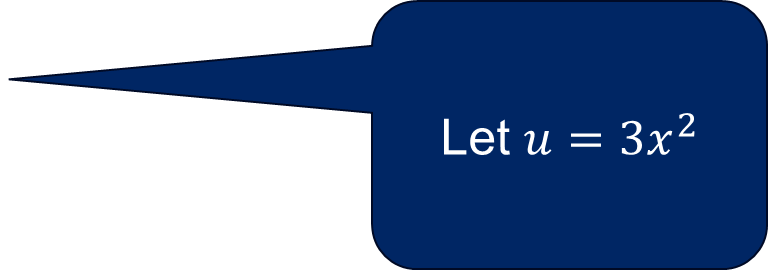 Let 𝑢 = 3𝑥²